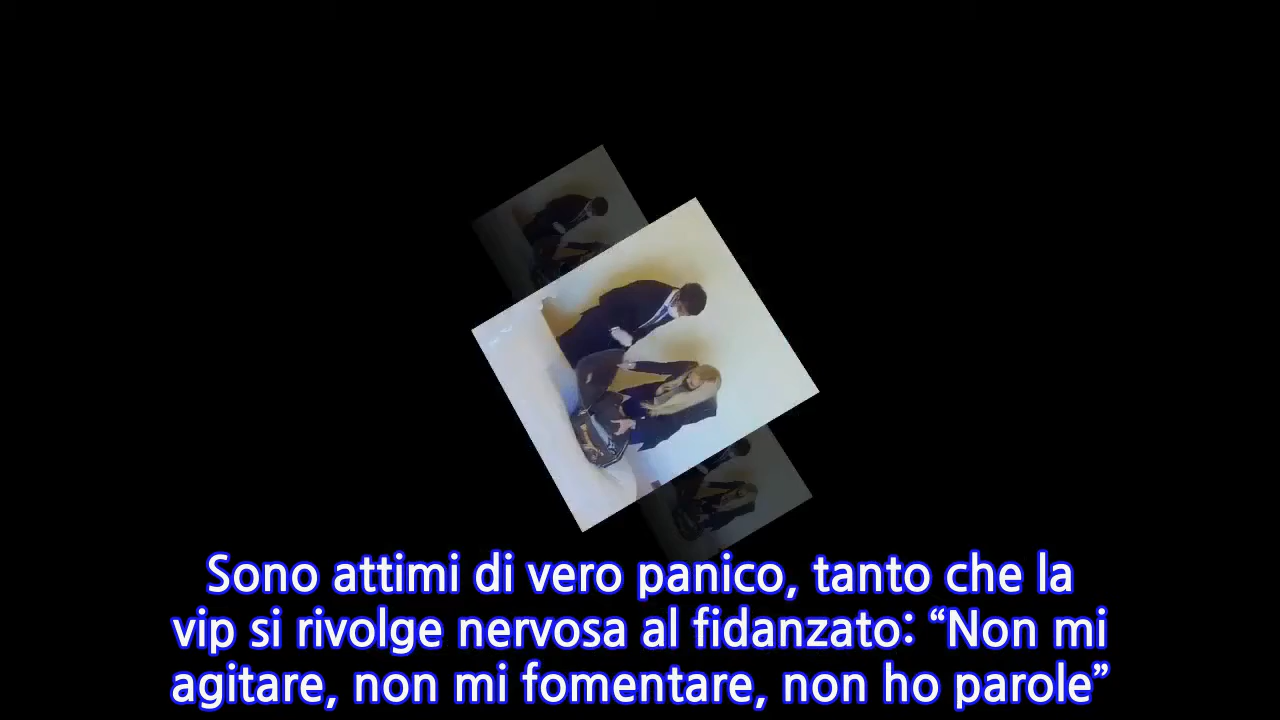 Sono attimi di vero panico, tanto che la
vip si rivolge nervosa al fidanzato: “Non mi
agitare, non mi fomentare, non ho parole”